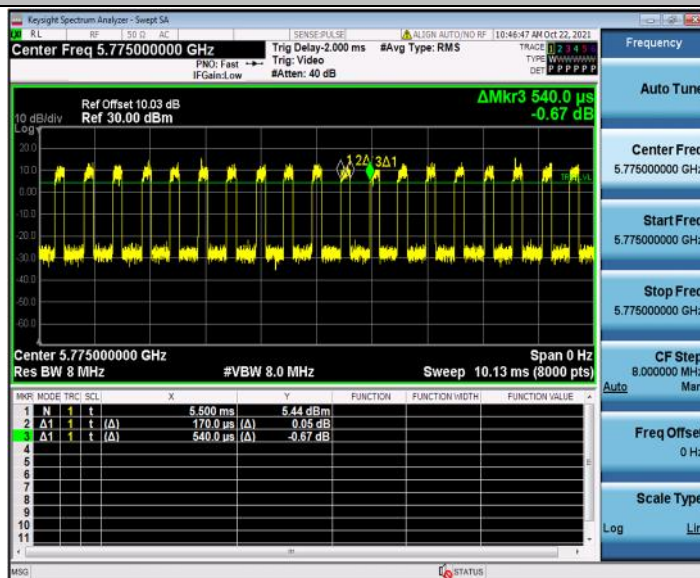 Keysight Spectrum Analyzer - Swept SA
RL RF 50 Ω AC SENSE:PULSE ALIGN AUTO/NO RF 10:46:47 AM Oct 22, 2021
Center Freq 5.775000000 GHz
PNO: Fast
IFGain:Low
Trig Delay-2.000 ms
Trig: Video
#Atten: 40 dB
#Avg Type: RMS
TRACE 1 2 3 4 5 6
TYPE
DET P P P P P P
ΔMkr3 540.0 µs
-0.67 dB
Ref Offset 10.03 dB
10 dB/div Ref 30.00 dBm
Log
20.0
10.0
0.00
-10.0
-20.0
-30.0
-40.0
-50.0
-60.0
1 2Δ 3Δ1
Center 5.775000000 GHz Span 0 Hz
Res BW 8 MHz #VBW 8.0 MHz Sweep 10.13 ms (8000 pts)
MKR MODE TRC SCL X Y FUNCTION FUNCTION WIDTH FUNCTION VALUE
1 N 1 t 5.500 ms 5.44 dBm
2 Δ1 1 t (Δ) 170.0 µs (Δ) 0.05 dB
3 Δ1 1 t (Δ) 540.0 µs (Δ) -0.67 dB
4
5
6
7
8
9
10
11
MSG STATUS
Frequency
Auto Tune
Center Freq
5.775000000 GHz
Start Freq
5.775000000 GHz
Stop Freq
5.775000000 GHz
CF Step
8.000000 MHz
Auto Man
Freq Offset
0 Hz
Scale Type
Log Lin